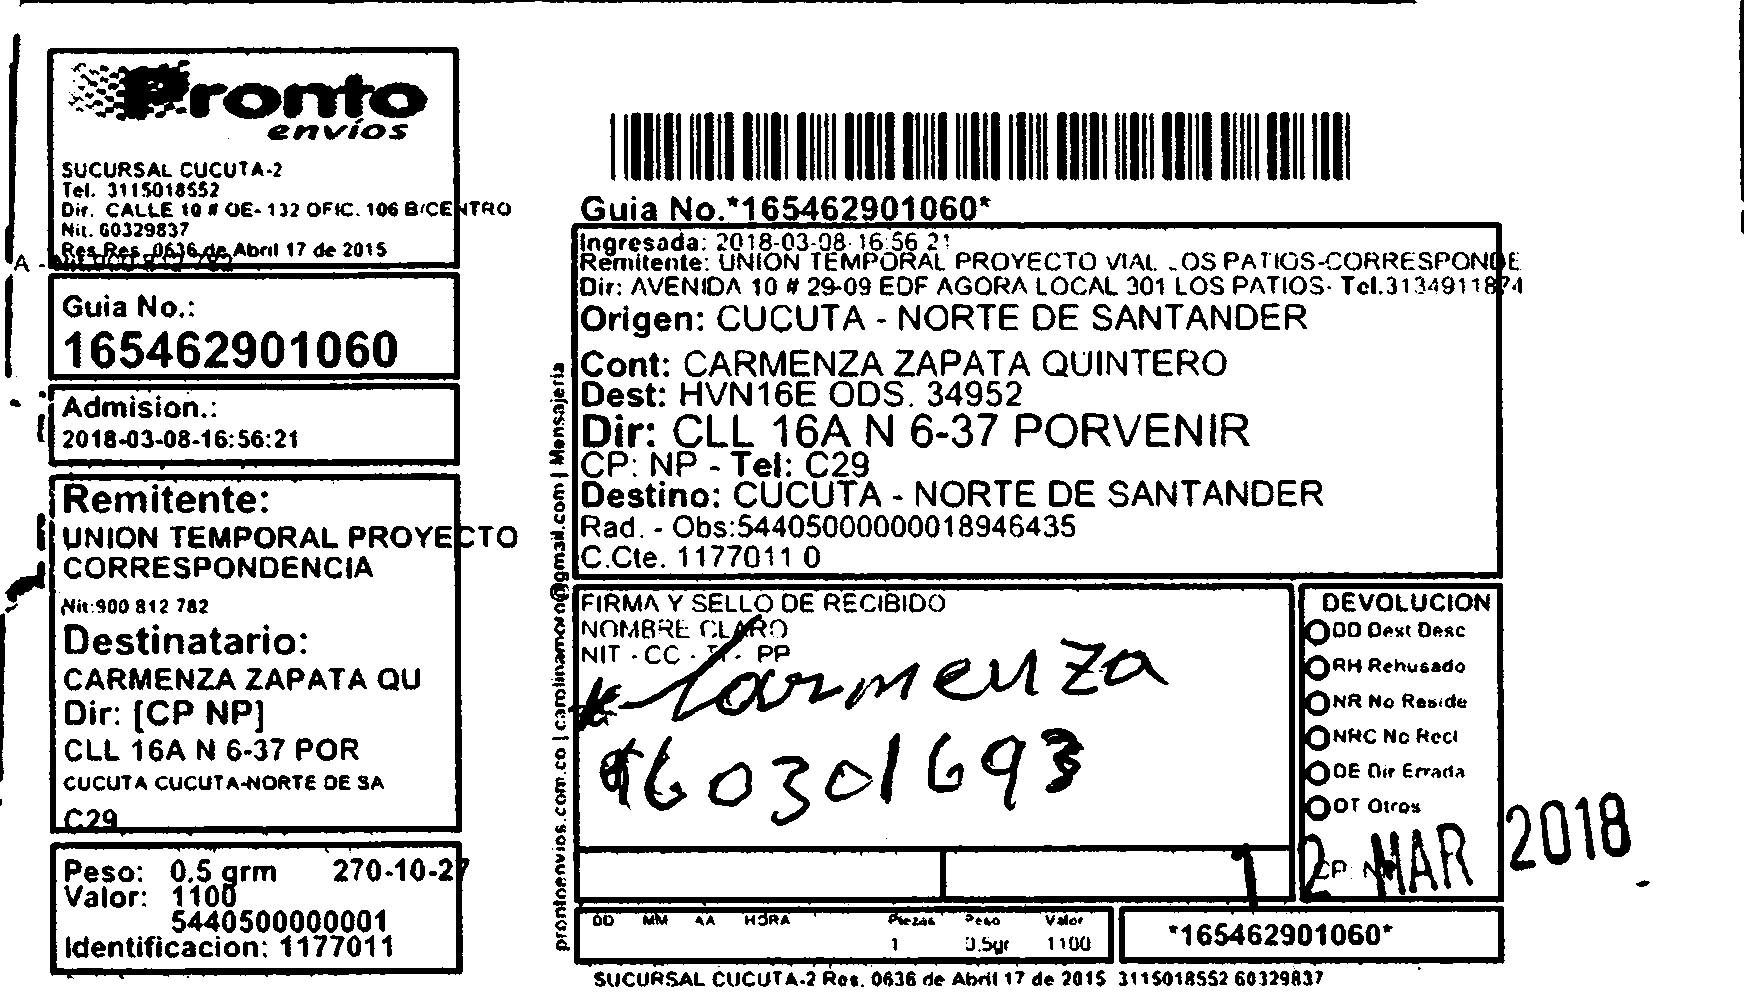 Pronto
envíos
SUCURSAL CUCUTA-2
Tel. 3115018552
Dir. CALLE 10 # OE-132 OFIC. 106 B/CENTRO
Nit. 60329837
Res Res. 0636 de Abril 17 de 2015
Guia No.:
165462901060
Admision.:
2018-03-08-16:56:21
Remitente:
UNION TEMPORAL PROYECTO
CORRESPONDENCIA
Nit:900 812 782
Destinatario:
CARMENZA ZAPATA QU
Dir: [CP NP]
CLL 16A N 6-37 POR
CUCUTA CUCUTA-NORTE DE SA
C29
Peso: 0.5 grm 270-10-27
Valor: 1100
5440500000001
Identificacion: 1177011
prontoenvios.com.co | carolinamoro@gmail.com | Mensajeria
Guia No.*165462901060*
Ingresada: 2018-03-08-16:56 21
Remitente: UNION TEMPORAL PROYECTO VIAL LOS PATIOS-CORRESPONDE
Dir: AVENIDA 10 # 29-09 EDF AGORA LOCAL 301 LOS PATIOS- Tel.3134911874
Origen: CUCUTA - NORTE DE SANTANDER
Cont: CARMENZA ZAPATA QUINTERO
Dest: HVN16E ODS. 34952
Dir: CLL 16A N 6-37 PORVENIR
CP: NP - Tel: C29
Destino: CUCUTA - NORTE DE SANTANDER
Rad. - Obs:54405000000018946435
C.Cte. 1177011 0
FIRMA Y SELLO DE RECIBIDO
NOMBRE CLARO
NIT - CC - TI - PP
Carmenza
60301693
DEVOLUCION
DD Dest Desc
RH Rehusado
NR No Reside
NRC No Recl
DE Dir Errada
OT Otros
CP: NP
12 MAR 2018
DD MM AA HORA Piezas Peso Valor
1 0.5gr 1100
*165462901060*
SUCURSAL CUCUTA-2 Res. 0636 de Abril 17 de 2015 3115018552 60329837